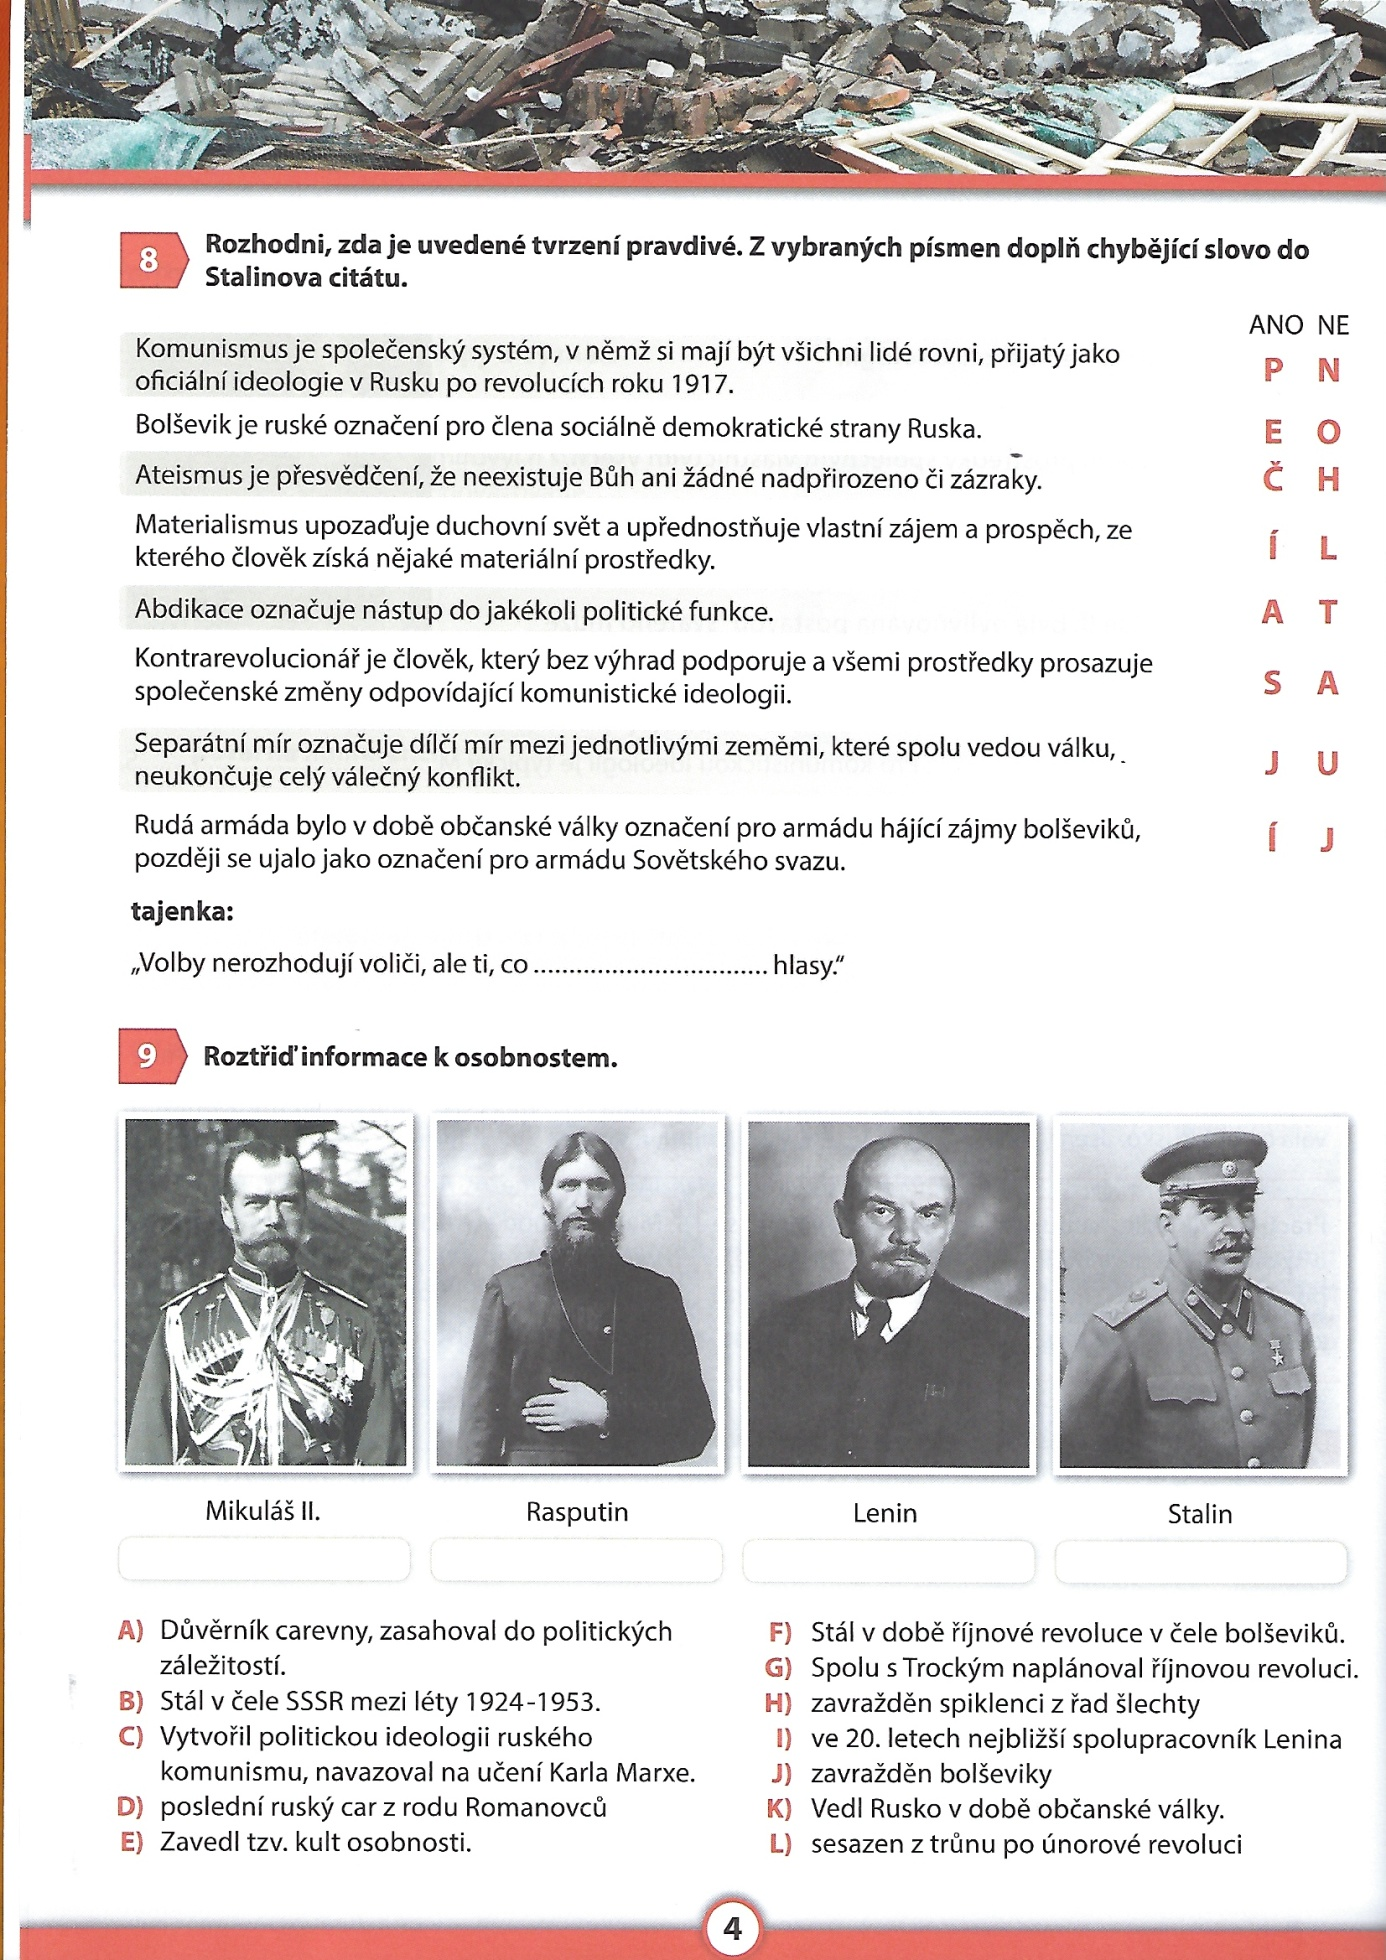 8
Rozhodni, zda je uvedené tvrzení pravdivé. Z vybraných písmen doplň chybějící slovo do
Stalinova citátu.
ANO NE
Komunismus je společenský systém, v němž si mají být všichni lidé rovni, přijatý jako
oficiální ideologie v Rusku po revolucích roku 1917.
P N
Bolševik je ruské označení pro člena sociálně demokratické strany Ruska.
E O
Ateismus je přesvědčení, že neexistuje Bůh ani žádné nadpřirozeno či zázraky.
Č H
Materialismus upozaďuje duchovní svět a upřednostňuje vlastní zájem a prospěch, ze
kterého člověk získá nějaké materiální prostředky.
Í L
Abdikace označuje nástup do jakékoli politické funkce.
A T
Kontrarevolucionář je člověk, který bez výhrad podporuje a všemi prostředky prosazuje
společenské změny odpovídající komunistické ideologii.
S A
Separátní mír označuje dílčí mír mezi jednotlivými zeměmi, které spolu vedou válku,
neukončuje celý válečný konflikt.
J U
Rudá armáda bylo v době občanské války označení pro armádu hájící zájmy bolševiků,
později se ujalo jako označení pro armádu Sovětského svazu.
Í J
tajenka:
„Volby nerozhodují voliči, ale ti, co ................................. hlasy.“
9
Roztřiď informace k osobnostem.
Mikuláš II.
Rasputin
Lenin
Stalin
A) Důvěrník carevny, zasahoval do politických
záležitostí.
B) Stál v čele SSSR mezi léty 1924-1953.
C) Vytvořil politickou ideologii ruského
komunismu, navazoval na učení Karla Marxe.
D) poslední ruský car z rodu Romanovců
E) Zavedl tzv. kult osobnosti.
F) Stál v době říjnové revoluce v čele bolševiků.
G) Spolu s Trockým naplánoval říjnovou revoluci.
H) zavražděn spiklenci z řad šlechty
I) ve 20. letech nejbližší spolupracovník Lenina
J) zavražděn bolševiky
K) Vedl Rusko v době občanské války.
L) sesazen z trůnu po únorové revoluci
4